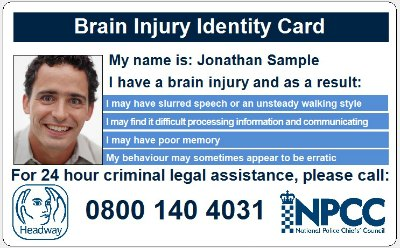 Brain Injury Identity Card
My name is: Jonathan Sample
I have a brain injury and as a result:
I may have slurred speech or an unsteady walking style
I may find it difficult processing information and communicating
I may have poor memory
My behaviour may sometimes appear to be erratic
For 24 hour criminal legal assistance, please call:
Headway
0800 140 4031
NPCC
National Police Chiefs' Council